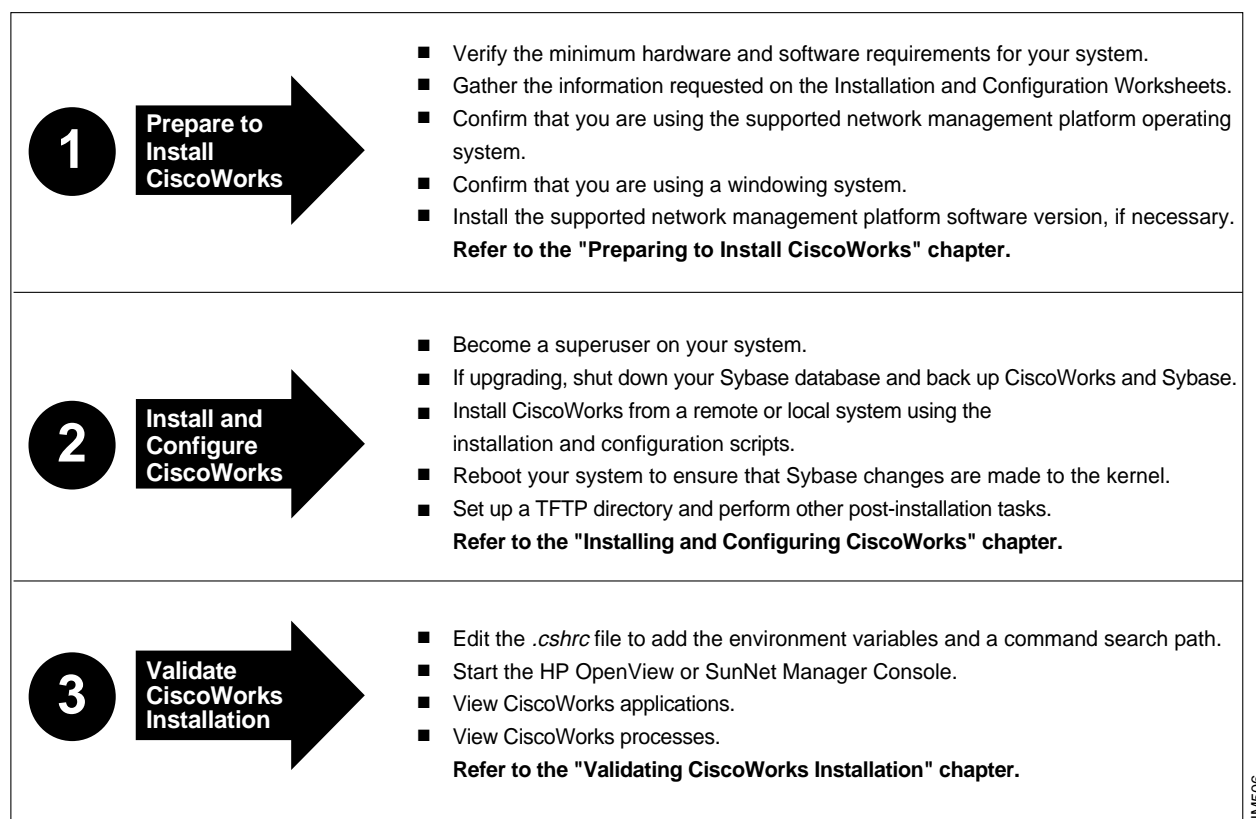 1
Prepare to
Install
CiscoWorks
■ Verify the minimum hardware and software requirements for your system.
■ Gather the information requested on the Installation and Configuration Worksheets.
■ Confirm that you are using the supported network management platform operating
system.
■ Confirm that you are using a windowing system.
■ Install the supported network management platform software version, if necessary.
Refer to the "Preparing to Install CiscoWorks" chapter.
2
Install and
Configure
CiscoWorks
■ Become a superuser on your system.
■ If upgrading, shut down your Sybase database and back up CiscoWorks and Sybase.
■ Install CiscoWorks from a remote or local system using the
installation and configuration scripts.
■ Reboot your system to ensure that Sybase changes are made to the kernel.
■ Set up a TFTP directory and perform other post-installation tasks.
Refer to the "Installing and Configuring CiscoWorks" chapter.
3
Validate
CiscoWorks
Installation
■ Edit the .cshrc file to add the environment variables and a command search path.
■ Start the HP OpenView or SunNet Manager Console.
■ View CiscoWorks applications.
■ View CiscoWorks processes.
Refer to the "Validating CiscoWorks Installation" chapter.